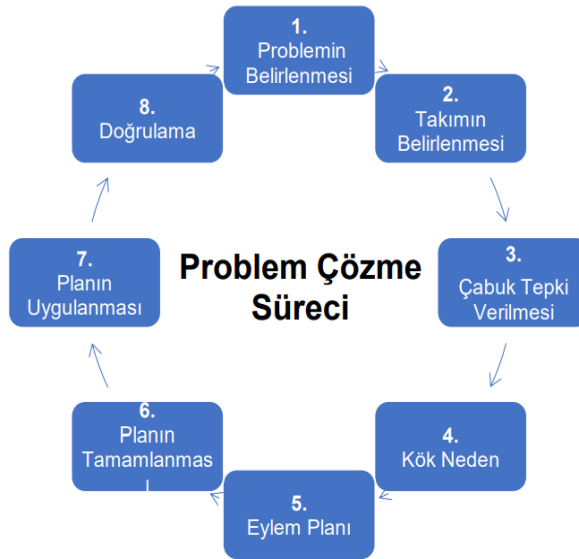 1.
Problemin
Belirlenmesi
2.
Takımın
Belirlenmesi
3.
Çabuk Tepki
Verilmesi
4.
Kök Neden
5.
Eylem Planı
6.
Planın
Tamamlanmas
ı
7.
Planın
Uygulanması
8.
Doğrulama
Problem Çözme
Süreci